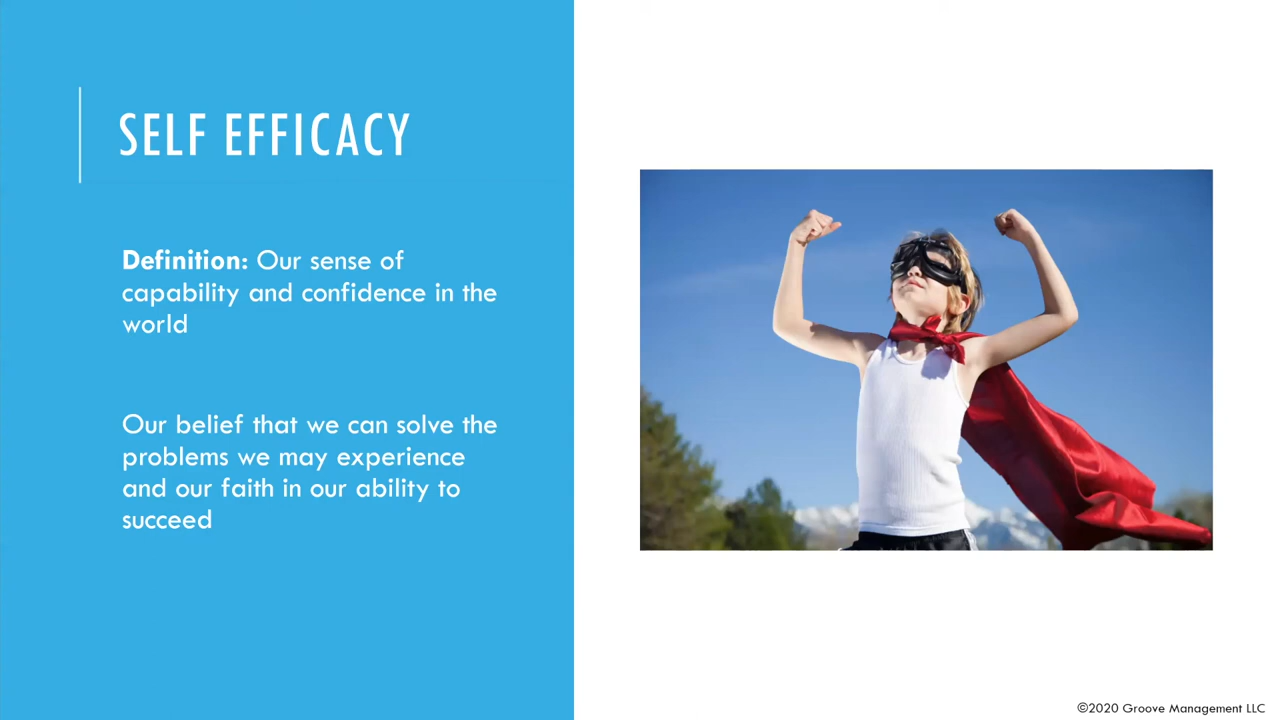 SELF EFFICACY
Definition: Our sense of
capability and confidence in the
world
Our belief that we can solve the
problems we may experience
and our faith in our ability to
succeed
©2020 Groove Management LLC